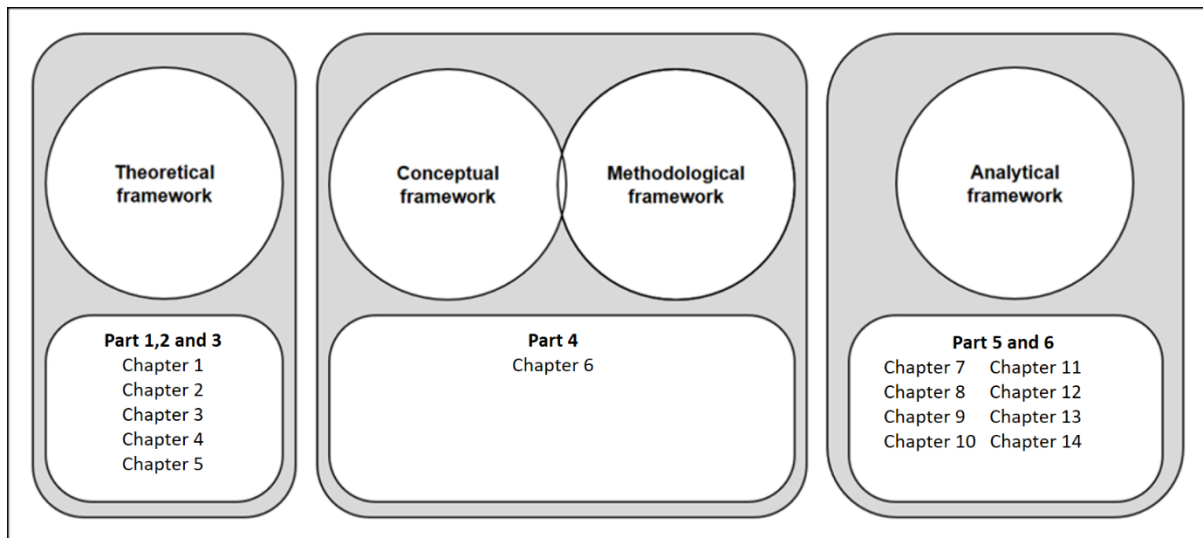 Theoretical
framework
Conceptual
framework
Methodological
framework
Analytical
framework
Part 1,2 and 3
Chapter 1
Chapter 2
Chapter 3
Chapter 4
Chapter 5
Part 4
Chapter 6
Part 5 and 6
Chapter 7 Chapter 11
Chapter 8 Chapter 12
Chapter 9 Chapter 13
Chapter 10 Chapter 14